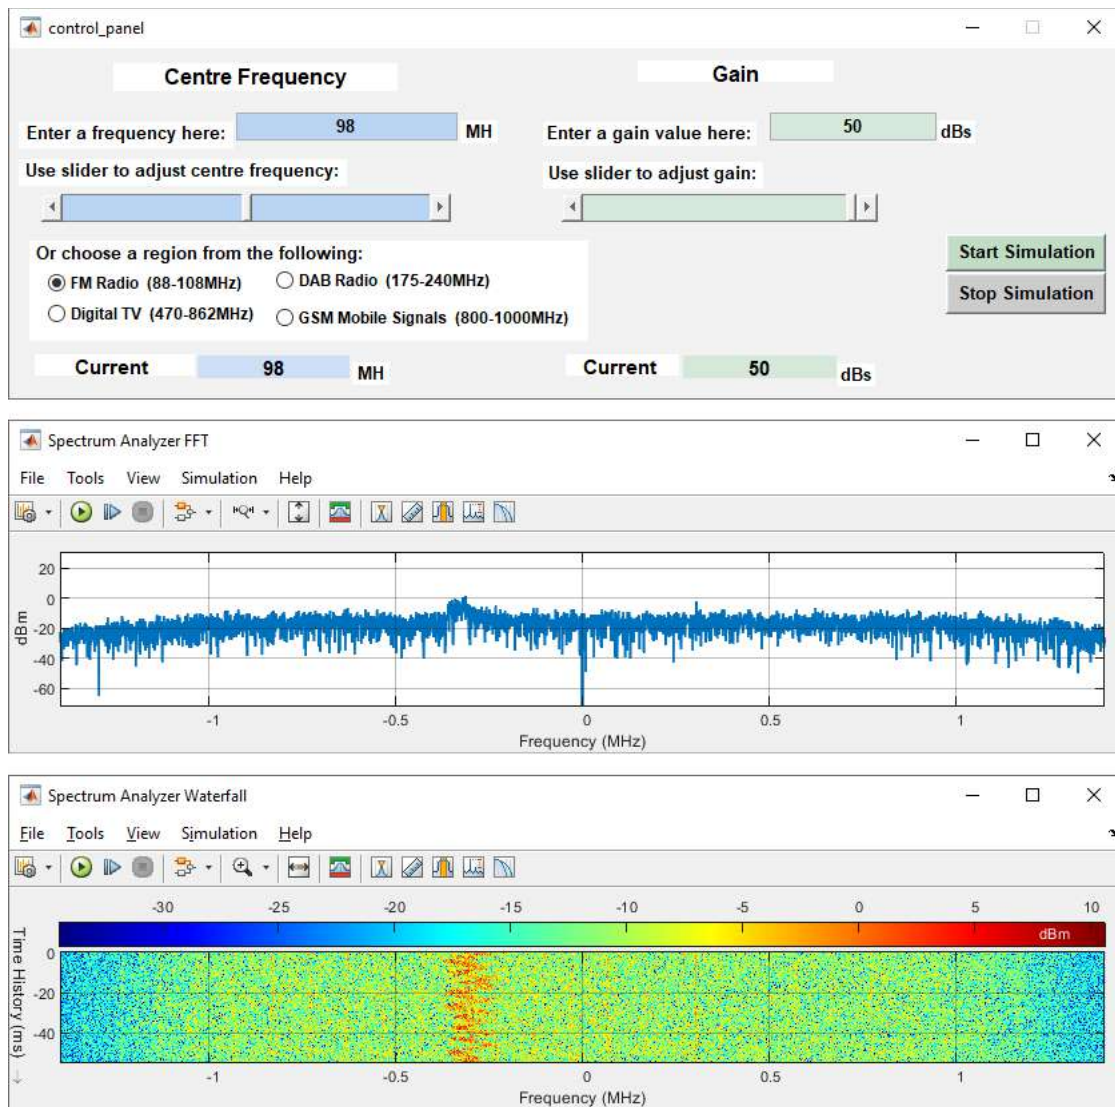 control_panel
Centre Frequency
Gain
Enter a frequency here: 98 MH
Enter a gain value here: 50 dBs
Use slider to adjust centre frequency:
Use slider to adjust gain:
Or choose a region from the following:
FM Radio (88-108MHz)
DAB Radio (175-240MHz)
Digital TV (470-862MHz)
GSM Mobile Signals (800-1000MHz)
Start Simulation
Stop Simulation
Current 98 MH
Current 50 dBs
Spectrum Analyzer FFT
File Tools View Simulation Help
20
0
-20
-40
-60
dBm
-1 -0.5 0 0.5 1
Frequency (MHz)
Spectrum Analyzer Waterfall
File Tools View Simulation Help
-30 -25 -20 -15 -10 -5 0 5 10
dBm
Time History (ms)
0
-20
-40
-1 -0.5 0 0.5 1
Frequency (MHz)